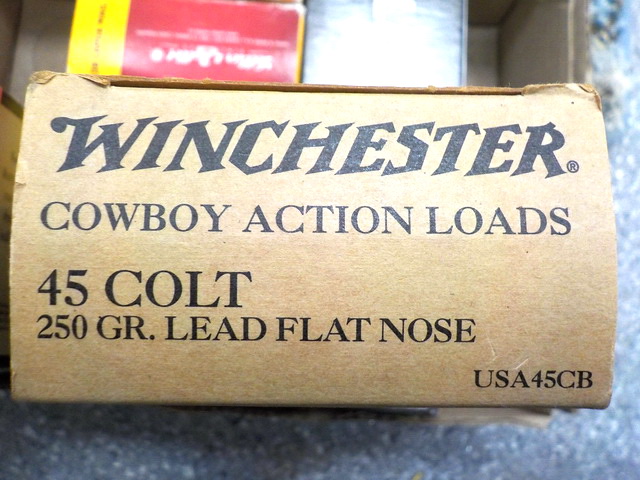 WINCHESTER®
COWBOY ACTION LOADS
45 COLT
250 GR. LEAD FLAT NOSE
USA45CB